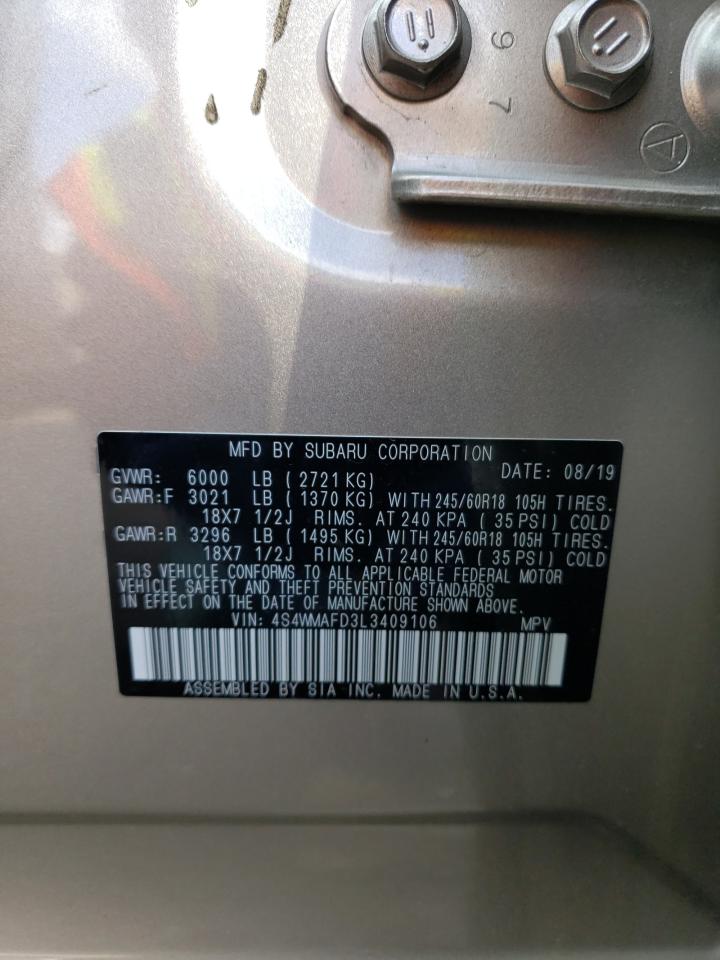 9 7
A
MFD BY SUBARU CORPORATION
DATE: 08/19
GVWR: 6000 LB ( 2721 KG)
GAWR:F 3021 LB ( 1370 KG) WITH 245/60R18 105H TIRES.
18X7 1/2J RIMS. AT 240 KPA ( 35 PSI) COLD
GAWR:R 3296 LB ( 1495 KG) WITH 245/60R18 105H TIRES.
18X7 1/2J RIMS. AT 240 KPA ( 35 PSI) COLD
THIS VEHICLE CONFORMS TO ALL APPLICABLE FEDERAL MOTOR
VEHICLE SAFETY AND THEFT PREVENTION STANDARDS
IN EFFECT ON THE DATE OF MANUFACTURE SHOWN ABOVE.
VIN: 4S4WMAFD3L3409106 MPV
ASSEMBLED BY SIA INC. MADE IN U.S.A.